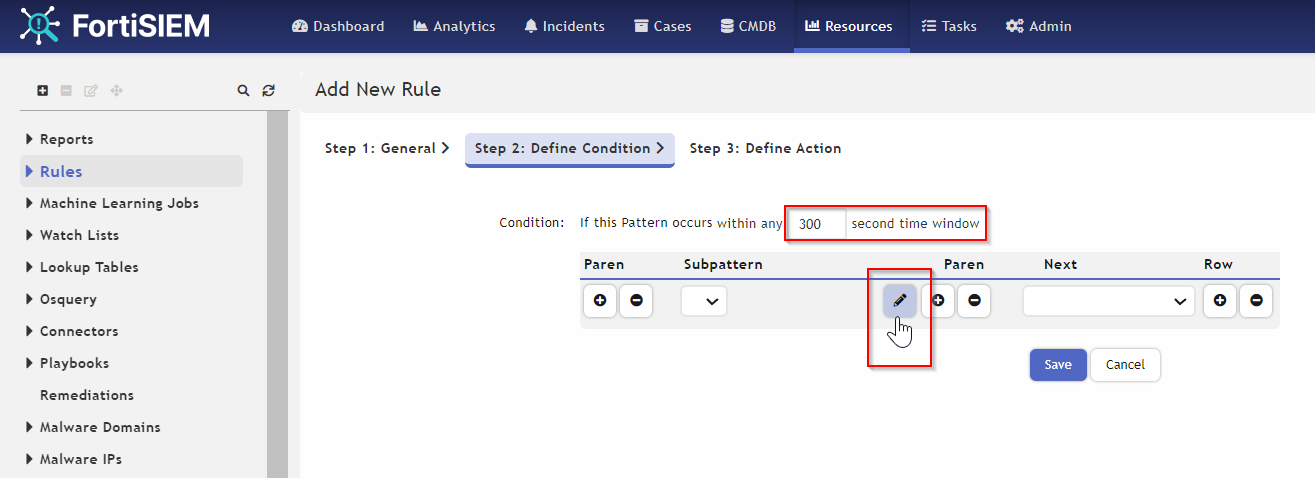 FortiSIEM Dashboard Analytics Incidents Cases CMDB Resources Tasks Admin
Add New Rule
Reports
Rules
Machine Learning Jobs
Watch Lists
Lookup Tables
Osquery
Connectors
Playbooks
Remediations
Malware Domains
Malware IPs
Step 1: General Step 2: Define Condition Step 3: Define Action
Condition: If this Pattern occurs within any 300 second time window
Paren Subpattern Paren Next Row
Save Cancel